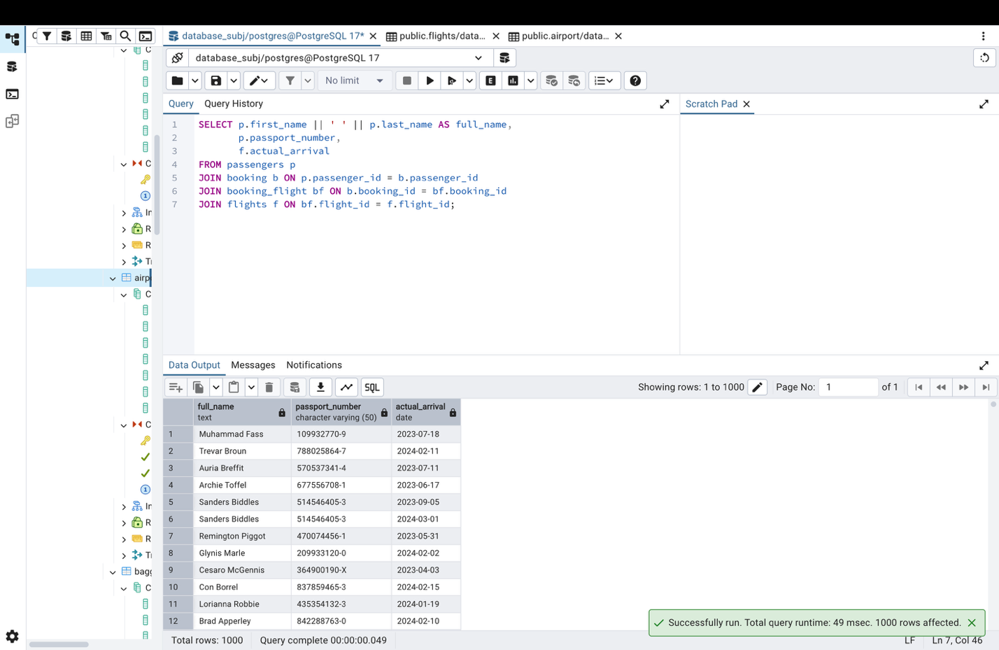 database_subj/postgres@PostgreSQL 17* public.flights/data... public.airport/data...
database_subj/postgres@PostgreSQL 17
No limit
E
Query Query History
Scratch Pad
1 SELECT p.first_name || ' ' || p.last_name AS full_name,
2 p.passport_number,
3 f.actual_arrival
4 FROM passengers p
5 JOIN booking b ON p.passenger_id = b.passenger_id
6 JOIN booking_flight bf ON b.booking_id = bf.booking_id
7 JOIN flights f ON bf.flight_id = f.flight_id;
Data Output Messages Notifications
SQL
Showing rows: 1 to 1000 Page No: 1 of 1
full_name passport_number actual_arrival
text character varying (50) date
1 Muhammad Fass 109932770-9 2023-07-18
2 Trevar Broun 788025864-7 2024-02-11
3 Auria Breffit 570537341-4 2023-07-11
4 Archie Toffel 677556708-1 2023-06-17
5 Sanders Biddles 514546405-3 2023-09-05
6 Sanders Biddles 514546405-3 2024-03-01
7 Remington Piggot 470074456-1 2023-05-31
8 Glynis Marle 209933120-0 2024-02-02
9 Cesaro McGennis 364900190-X 2023-04-03
10 Con Borrel 837859465-3 2024-02-15
11 Lorianna Robbie 435354132-3 2024-01-19
12 Brad Apperley 842288763-0 2024-02-10
Successfully run. Total query runtime: 49 msec. 1000 rows affected.
Total rows: 1000 Query complete 00:00:00.049
LF Ln 7, Col 46